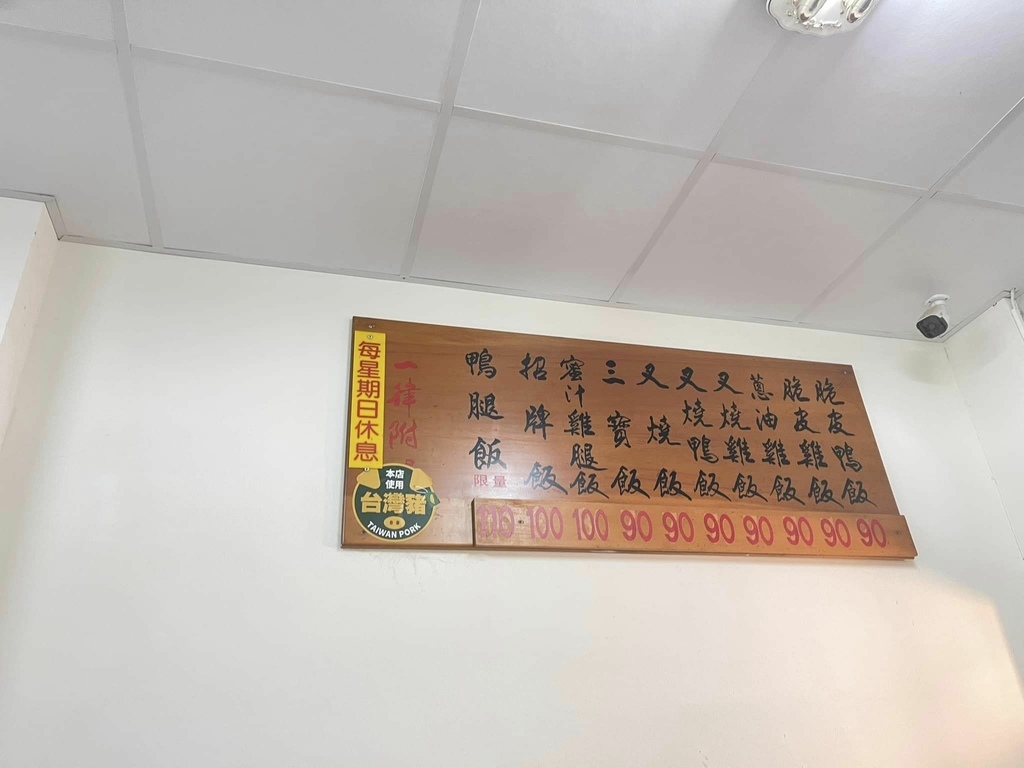 脆皮鴨飯 90
脆皮雞飯 90
蔥油雞飯 90
叉燒雞飯 90
叉燒鴨飯 90
叉燒飯 90
三寶飯 90
蜜汁雞腿飯 100
招牌飯 100
鴨腿飯 限量 110
一律附
每星期日休息
本店
使用
台灣豬
TAIWAN PORK